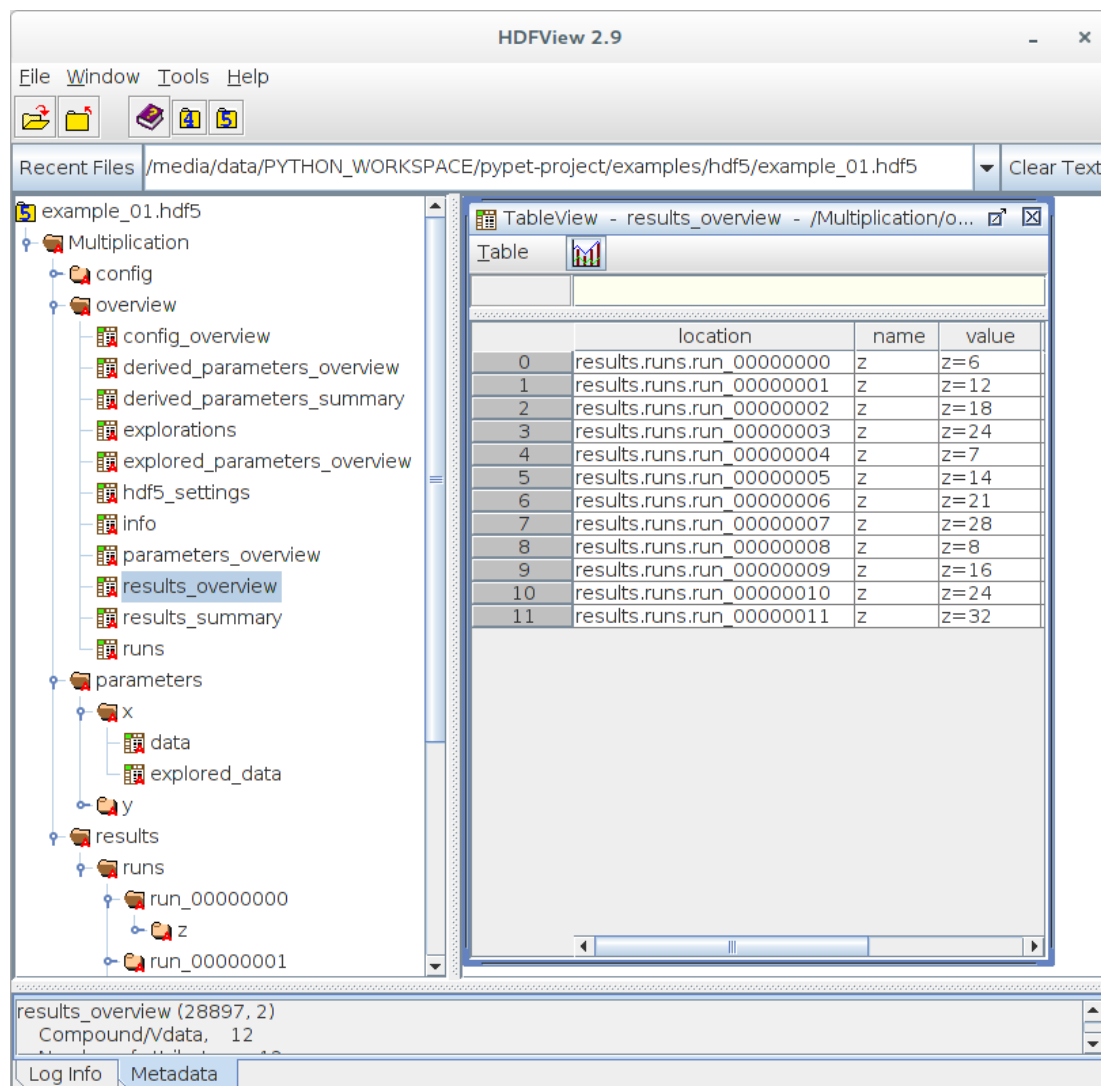 HDFView 2.9
File Window Tools Help
4 5
Recent Files /media/data/PYTHON_WORKSPACE/pypet-project/examples/hdf5/example_01.hdf5 Clear Text
5 example_01.hdf5
Multiplication
config
overview
config_overview
derived_parameters_overview
derived_parameters_summary
explorations
explored_parameters_overview
hdf5_settings
info
parameters_overview
results_overview
results_summary
runs
parameters
x
data
explored_data
y
results
runs
run_00000000
z
run_00000001
TableView - results_overview - /Multiplication/o...
Table
location name value
0 results.runs.run_00000000 z z=6
1 results.runs.run_00000001 z z=12
2 results.runs.run_00000002 z z=18
3 results.runs.run_00000003 z z=24
4 results.runs.run_00000004 z z=7
5 results.runs.run_00000005 z z=14
6 results.runs.run_00000006 z z=21
7 results.runs.run_00000007 z z=28
8 results.runs.run_00000008 z z=8
9 results.runs.run_00000009 z z=16
10 results.runs.run_00000010 z z=24
11 results.runs.run_00000011 z z=32
results_overview (28897, 2)
Compound/Vdata, 12
Log Info Metadata